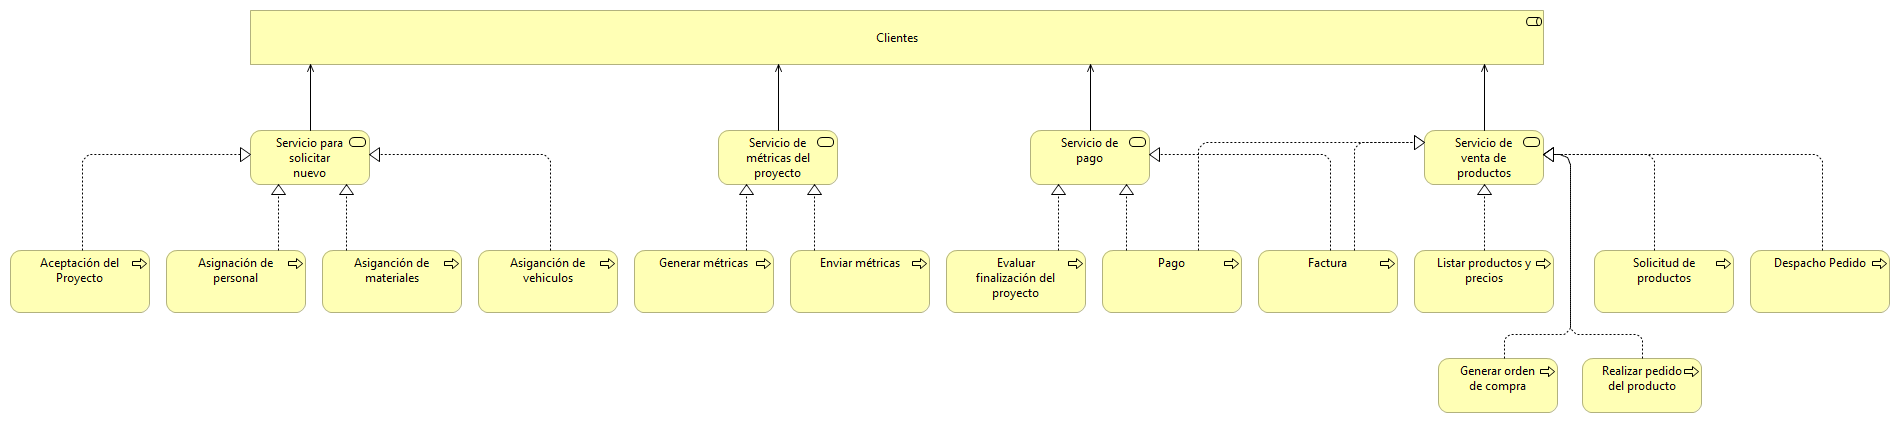 Clientes
Servicio para
solicitar
nuevo
Servicio de
métricas del
proyecto
Servicio de
pago
Servicio de
venta de
productos
Aceptación del
Proyecto
Asignación de
personal
Asiganción de
materiales
Asiganción de
vehiculos
Generar métricas
Enviar métricas
Evaluar
finalización del
proyecto
Pago
Factura
Listar productos y
precios
Solicitud de
productos
Despacho Pedido
Generar orden
de compra
Realizar pedido
del producto